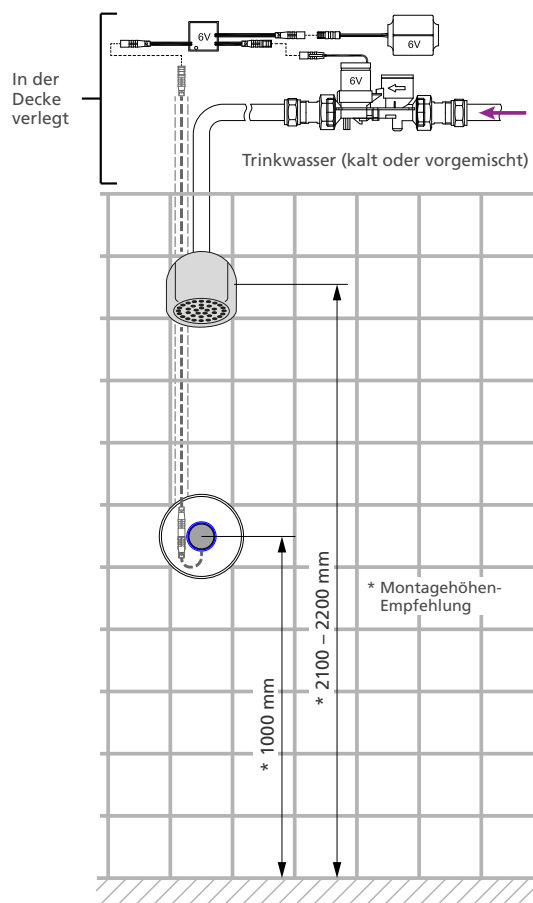 6V
6V
6V
In der
Decke
verlegt
Trinkwasser (kalt oder vorgemischt)
* Montagehöhen-
Empfehlung
* 2100 – 2200 mm
* 1000 mm